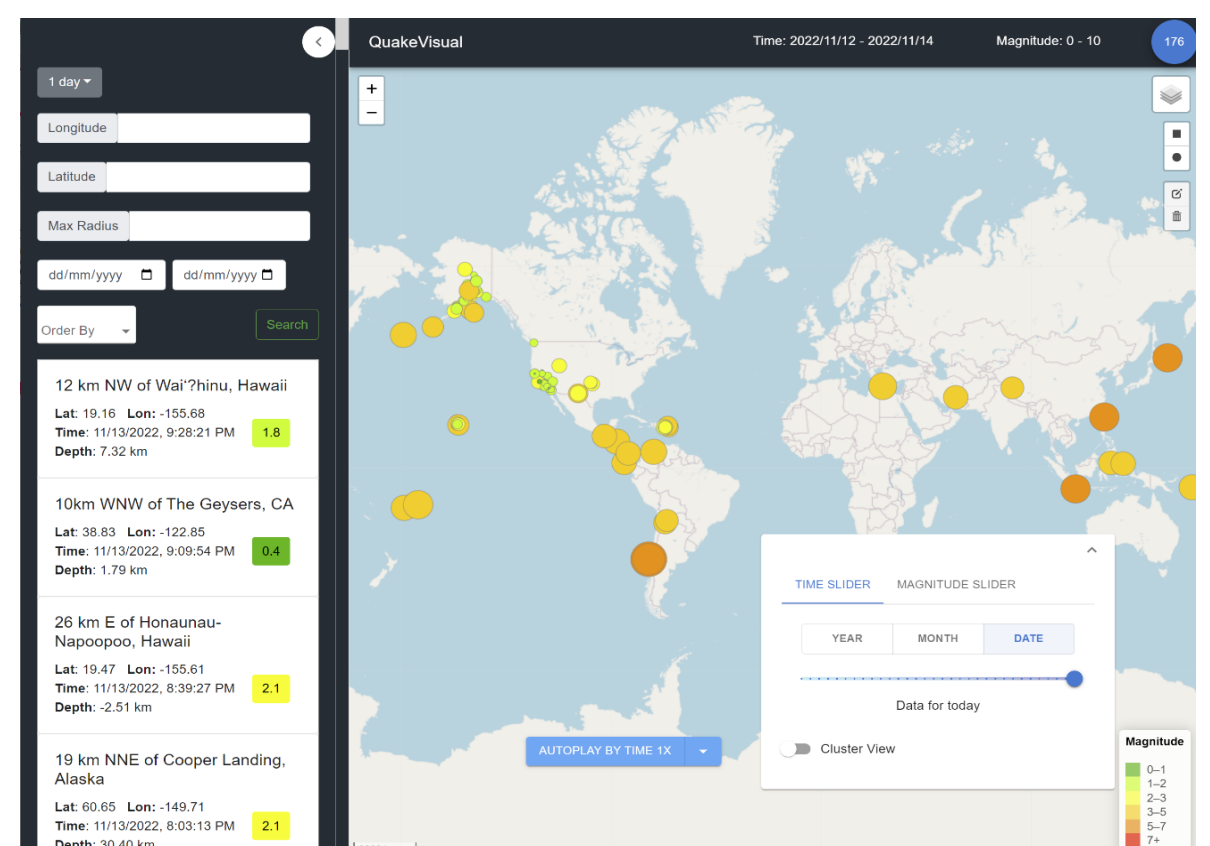 QuakeVisual
Time: 2022/11/12 - 2022/11/14
Magnitude: 0 - 10
176
1 day
Longitude
Latitude
Max Radius
dd/mm/yyyy
dd/mm/yyyy
Order By
Search
12 km NW of Wai‘?hinu, Hawaii
Lat: 19.16 Lon: -155.68
Time: 11/13/2022, 9:28:21 PM
1.8
Depth: 7.32 km
10km WNW of The Geysers, CA
Lat: 38.83 Lon: -122.85
Time: 11/13/2022, 9:09:54 PM
0.4
Depth: 1.79 km
26 km E of Honaunau-
Napoopoo, Hawaii
Lat: 19.47 Lon: -155.61
Time: 11/13/2022, 8:39:27 PM
2.1
Depth: -2.51 km
19 km NNE of Cooper Landing,
Alaska
Lat: 60.65 Lon: -149.71
Time: 11/13/2022, 8:03:13 PM
2.1
Depth: 30.40 km
+
−
TIME SLIDER
MAGNITUDE SLIDER
YEAR
MONTH
DATE
Data for today
Cluster View
AUTOPLAY BY TIME 1X
Magnitude
0–1
1–2
2–3
3–5
5–7
7+